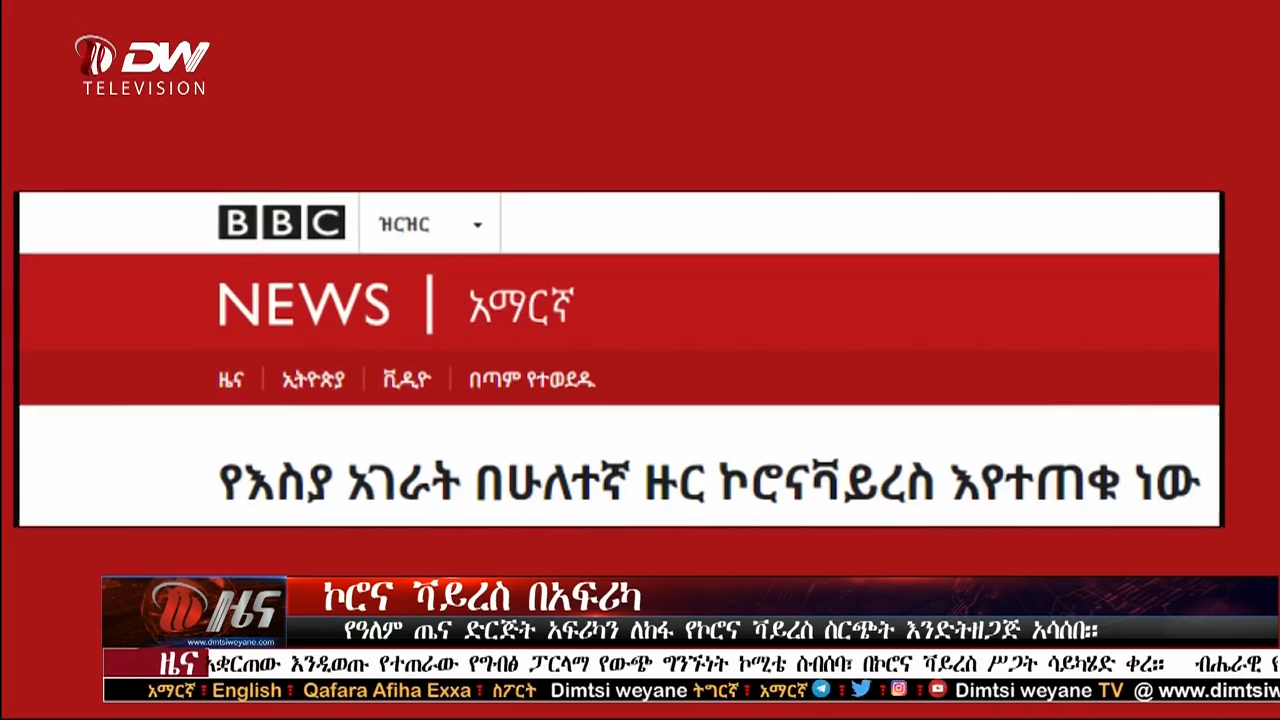 DW
TELEVISION
BBC ዝርዝር
NEWS | አማርኛ
ዜና ኢትዮጵያ ቪዲዮ በጣም የተወደዱ
የእስያ አገራት በሁለተኛ ዙር ኮሮናቫይረስ እየተጠቁ ነው
ዜና
www.dmtsiweyane.com
ኮሮና ቫይረስ በአፍሪካ
የዓለም ጤና ድርጅት አፍሪካን ለከፋ የኮሮና ቫይረስ ስርጭት እንድትዘጋጅ አሳሰበ፡፡
ዜና አቋርጠው እንዲወጡ የተጠራው የግብፅ ፓርላማ የውጭ ግንኙነት ኮሚቴ ስብሰባ፣ በኮሮና ቫይረስ ሥጋት ሳይካሄድ ቀረ፡፡ ብሔራዊ የ
አማርኛ English Qafara Afiha Exxa ስፖርት Dimtsi weyane ትግርኛ አማርኛ Dimtsi weyane TV @ www.dimtsiw